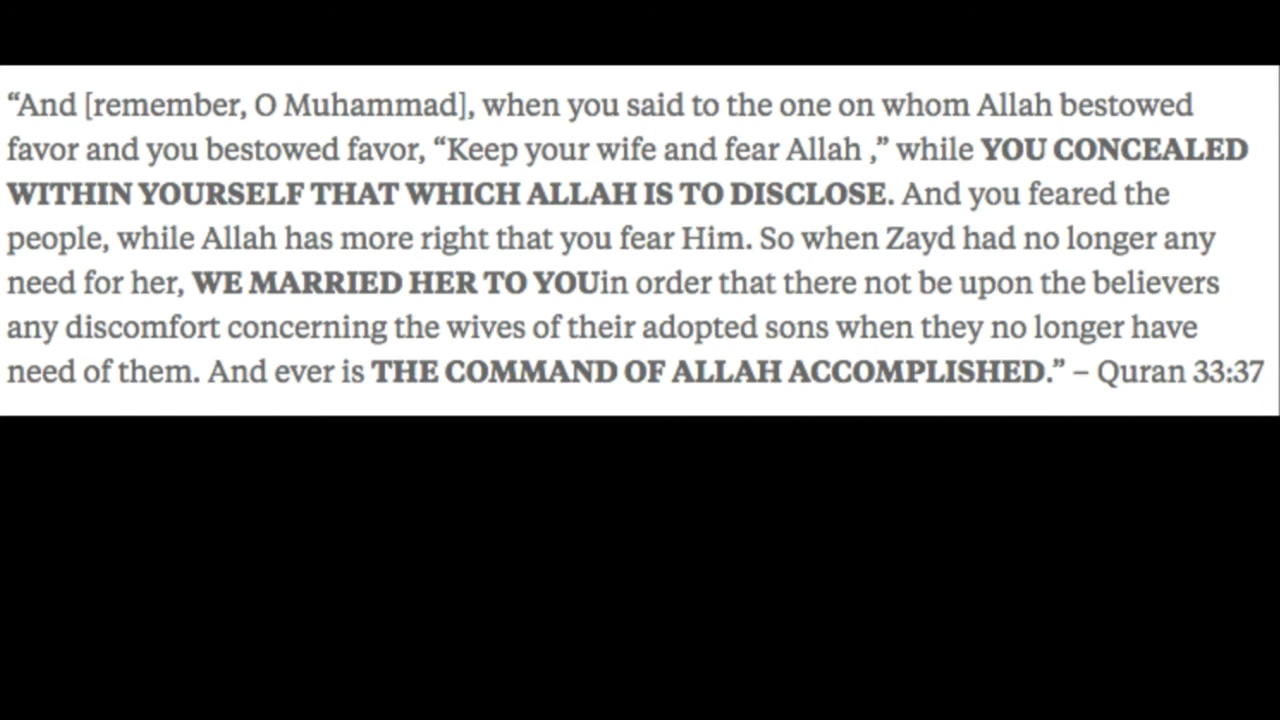 “And [remember, O Muhammad], when you said to the one on whom Allah bestowed
favor and you bestowed favor, “Keep your wife and fear Allah ,” while YOU CONCEALED
WITHIN YOURSELF THAT WHICH ALLAH IS TO DISCLOSE. And you feared the
people, while Allah has more right that you fear Him. So when Zayd had no longer any
need for her, WE MARRIED HER TO YOUin order that there not be upon the believers
any discomfort concerning the wives of their adopted sons when they no longer have
need of them. And ever is THE COMMAND OF ALLAH ACCOMPLISHED.” – Quran 33:37